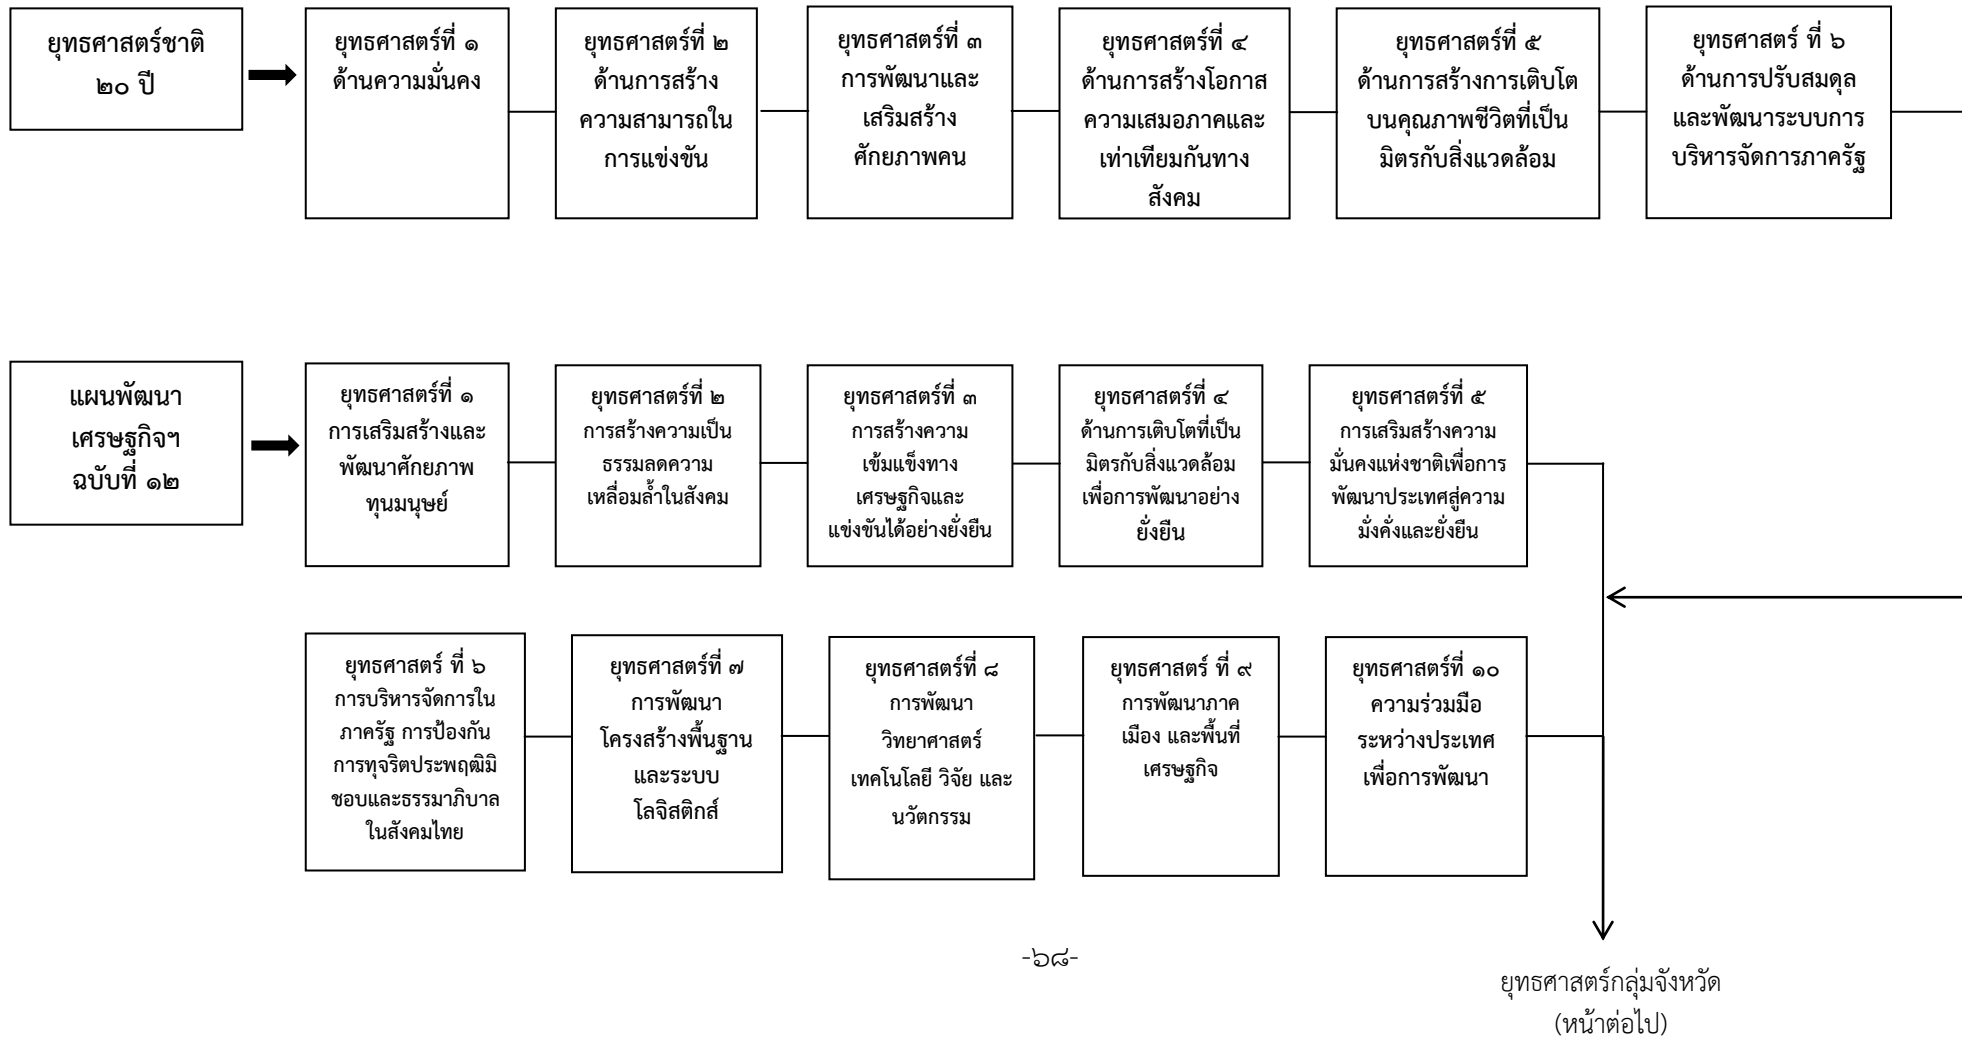 ยุทธศาสตร์ชาติ
๒๐ ปี
ยุทธศาสตร์ที่ ๑
ด้านความมั่นคง
ยุทธศาสตร์ที่ ๒
ด้านการสร้าง
ความสามารถใน
การแข่งขัน
ยุทธศาสตร์ที่ ๓
การพัฒนาและ
เสริมสร้าง
ศักยภาพคน
ยุทธศาสตร์ที่ ๔
ด้านการสร้างโอกาส
ความเสมอภาคและ
เท่าเทียมกันทาง
สังคม
ยุทธศาสตร์ที่ ๕
ด้านการสร้างการเติบโต
บนคุณภาพชีวิตที่เป็น
มิตรกับสิ่งแวดล้อม
ยุทธศาสตร์ ที่ ๖
ด้านการปรับสมดุล
และพัฒนาระบบการ
บริหารจัดการภาครัฐ
แผนพัฒนา
เศรษฐกิจฯ
ฉบับที่ ๑๒
ยุทธศาสตร์ที่ ๑
การเสริมสร้างและ
พัฒนาศักยภาพ
ทุนมนุษย์
ยุทธศาสตร์ที่ ๒
การสร้างความเป็น
ธรรมลดความ
เหลื่อมล้ำในสังคม
ยุทธศาสตร์ที่ ๓
การสร้างความ
เข้มแข็งทาง
เศรษฐกิจและ
แข่งขันได้อย่างยั่งยืน
ยุทธศาสตร์ที่ ๔
ด้านการเติบโตที่เป็น
มิตรกับสิ่งแวดล้อม
เพื่อการพัฒนาอย่าง
ยั่งยืน
ยุทธศาสตร์ที่ ๕
การเสริมสร้างความ
มั่นคงแห่งชาติเพื่อการ
พัฒนาประเทศสู่ความ
มั่งคั่งและยั่งยืน
ยุทธศาสตร์ ที่ ๖
การบริหารจัดการใน
ภาครัฐ การป้องกัน
การทุจริตประพฤฒิมิ
ชอบและธรรมาภิบาล
ในสังคมไทย
ยุทธศาสตร์ที่ ๗
การพัฒนา
โครงสร้างพื้นฐาน
และระบบ
โลจิสติกส์
ยุทธศาสตร์ที่ ๘
การพัฒนา
วิทยาศาสตร์
เทคโนโลยี วิจัย และ
นวัตกรรม
ยุทธศาสตร์ ที่ ๙
การพัฒนาภาค
เมือง และพื้นที่
เศรษฐกิจ
ยุทธศาสตร์ที่ ๑๐
ความร่วมมือ
ระหว่างประเทศ
เพื่อการพัฒนา
-๖๘-
ยุทธศาสตร์กลุ่มจังหวัด
(หน้าต่อไป)